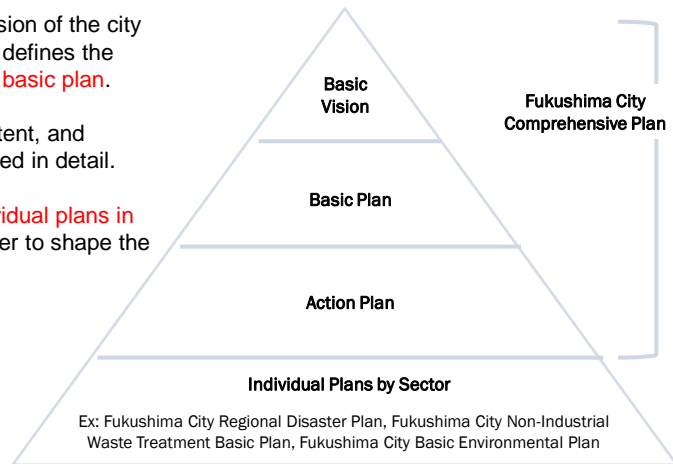 sion of the city
defines the
basic plan.
tent, and
ed in detail.
vidual plans in
er to shape the
Basic
Vision
Fukushima City
Comprehensive Plan
Basic Plan
Action Plan
Individual Plans by Sector
Ex: Fukushima City Regional Disaster Plan, Fukushima City Non-Industrial
Waste Treatment Basic Plan, Fukushima City Basic Environmental Plan